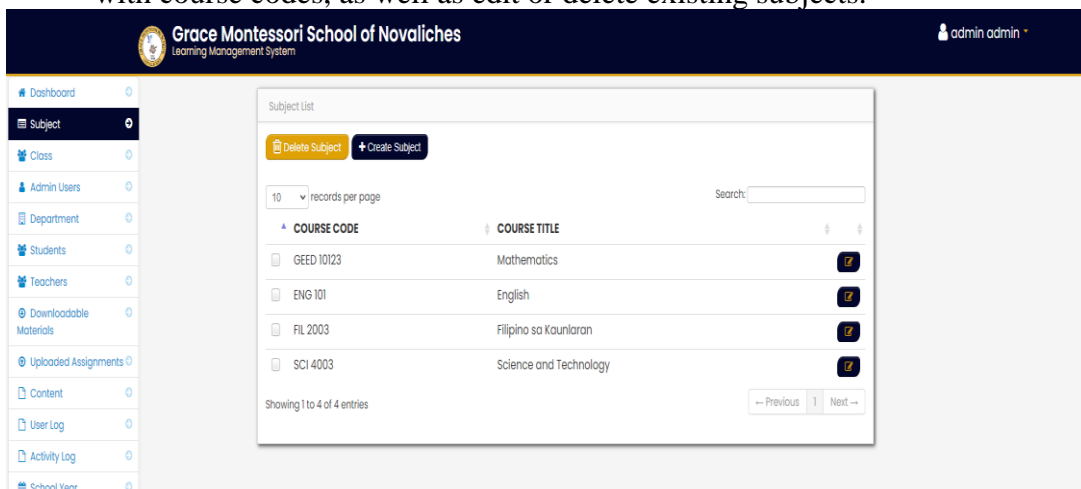 with course codes, as well as edit or delete existing subjects.
Grace Montessori School of Novaliches
Learning Management System
admin admin
Dashboard
Subject
Class
Admin Users
Department
Students
Teachers
Downloadable
Materials
Uploaded Assignments
Content
User Log
Activity Log
School Year
Subject List
Delete Subject
+ Create Subject
10 records per page
Search:
COURSE CODE COURSE TITLE
GEED 10123 Mathematics
ENG 101 English
FIL 2003 Filipino sa Kaunlaran
SCI 4003 Science and Technology
Showing 1 to 4 of 4 entries
← Previous 1 Next →